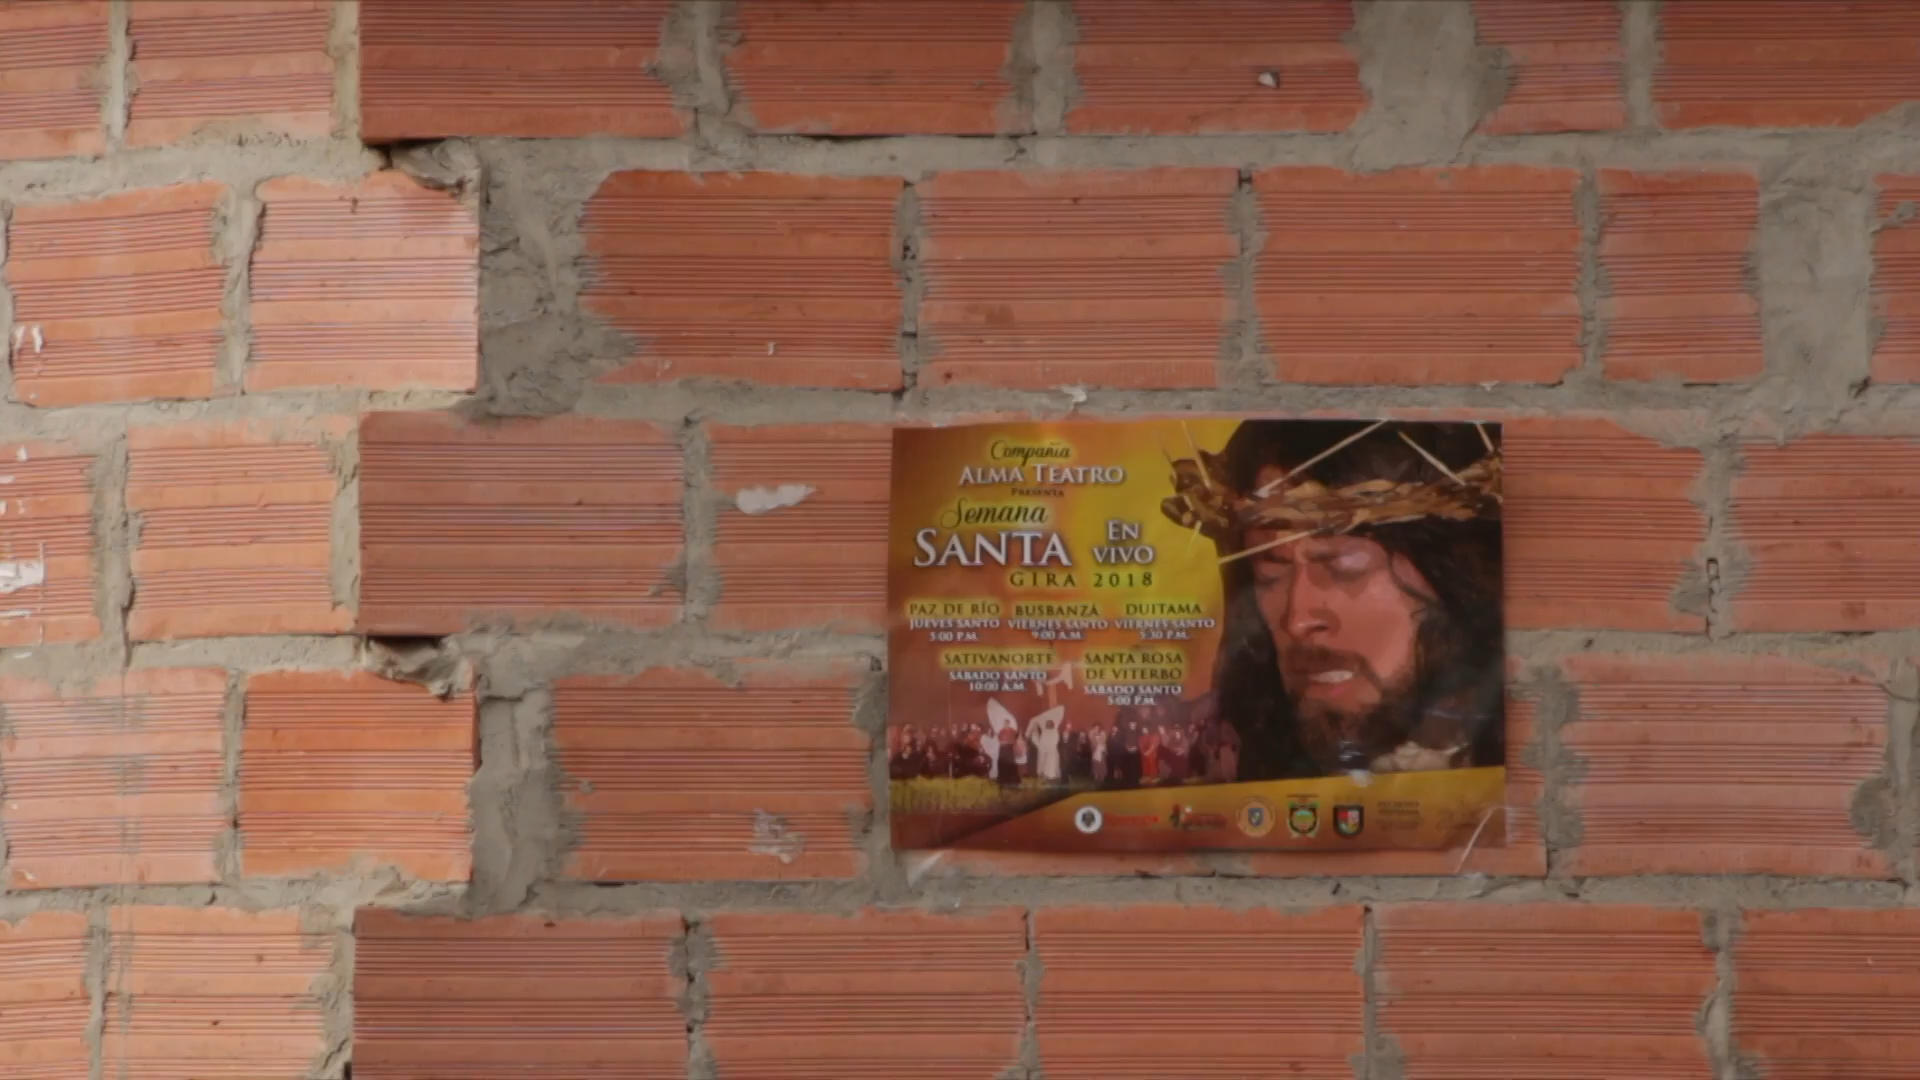 Compañia
ALMA TEATRO
PRESENTA
Semana
SANTA EN VIVO
GIRA 2018
PAZ DE RÍO
JUEVES SANTO
3:00 P.M.
BUSBANZÁ
VIERNES SANTO
9:00 A.M.
DUITAMA
VIERNES SANTO
5:30 P.M.
SATIVANORTE
SÁBADO SANTO
10:00 A.M.
SANTA ROSA
DE VITERBO
SÁBADO SANTO
5:00 P.M.